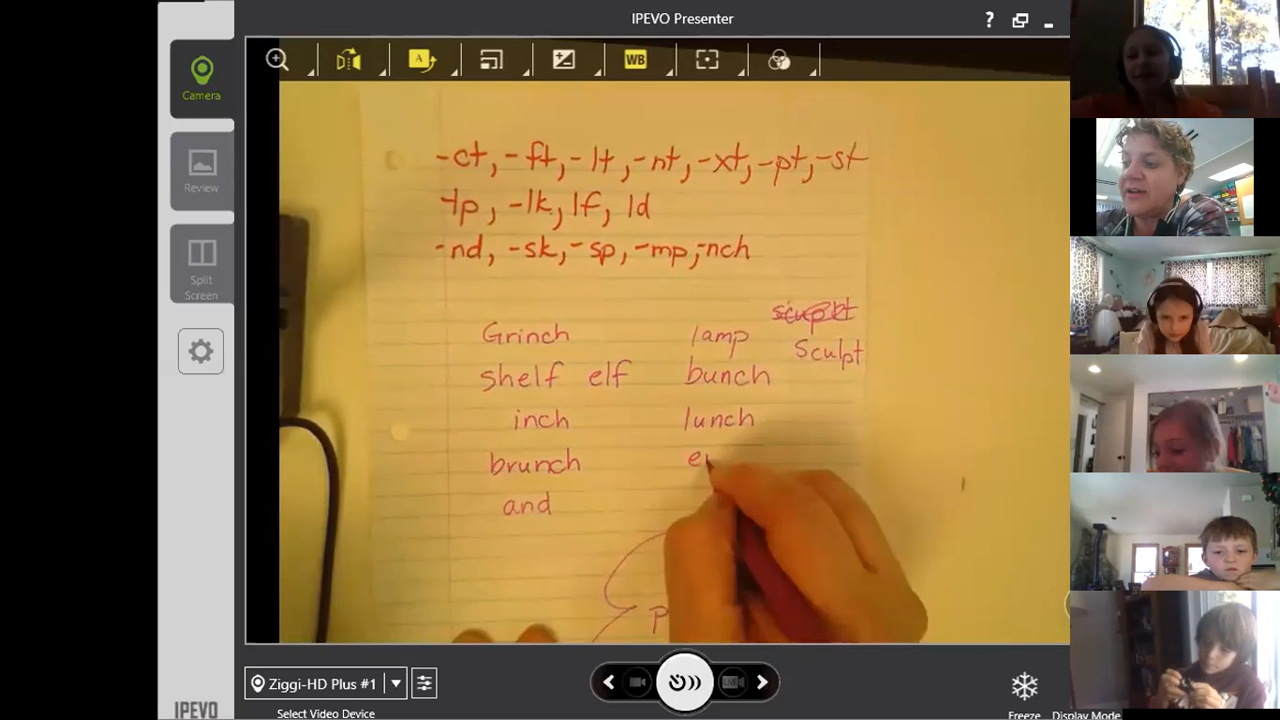 IPEVO Presenter
?
Camera
WB
Review
Split
Screen
-ct, -ft, -lt, -nt, -xt, -pt, -st
-lp, -lk, lf, ld
-nd, -sk, -sp, -mp, -nch
Grinch lamp
Sculpt
shelf elf bunch
inch lunch
brunch e
and
p
Ziggi-HD Plus #1
Select Video Device
IPEVO
Freeze
Display Mode